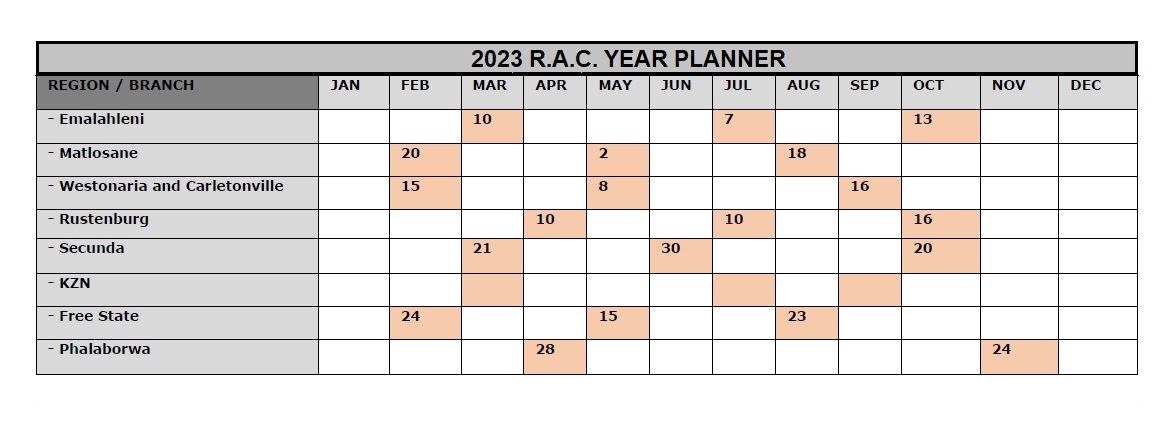 2023 R.A.C. YEAR PLANNER
REGION / BRANCH JAN FEB MAR APR MAY JUN JUL AUG SEP OCT NOV DEC
- Emalahleni 10 7 13
- Matlosane 20 2 18
- Westonaria and Carletonville 15 8 16
- Rustenburg 10 10 16
- Secunda 21 30 20
- KZN
- Free State 24 15 23
- Phalaborwa 28 24